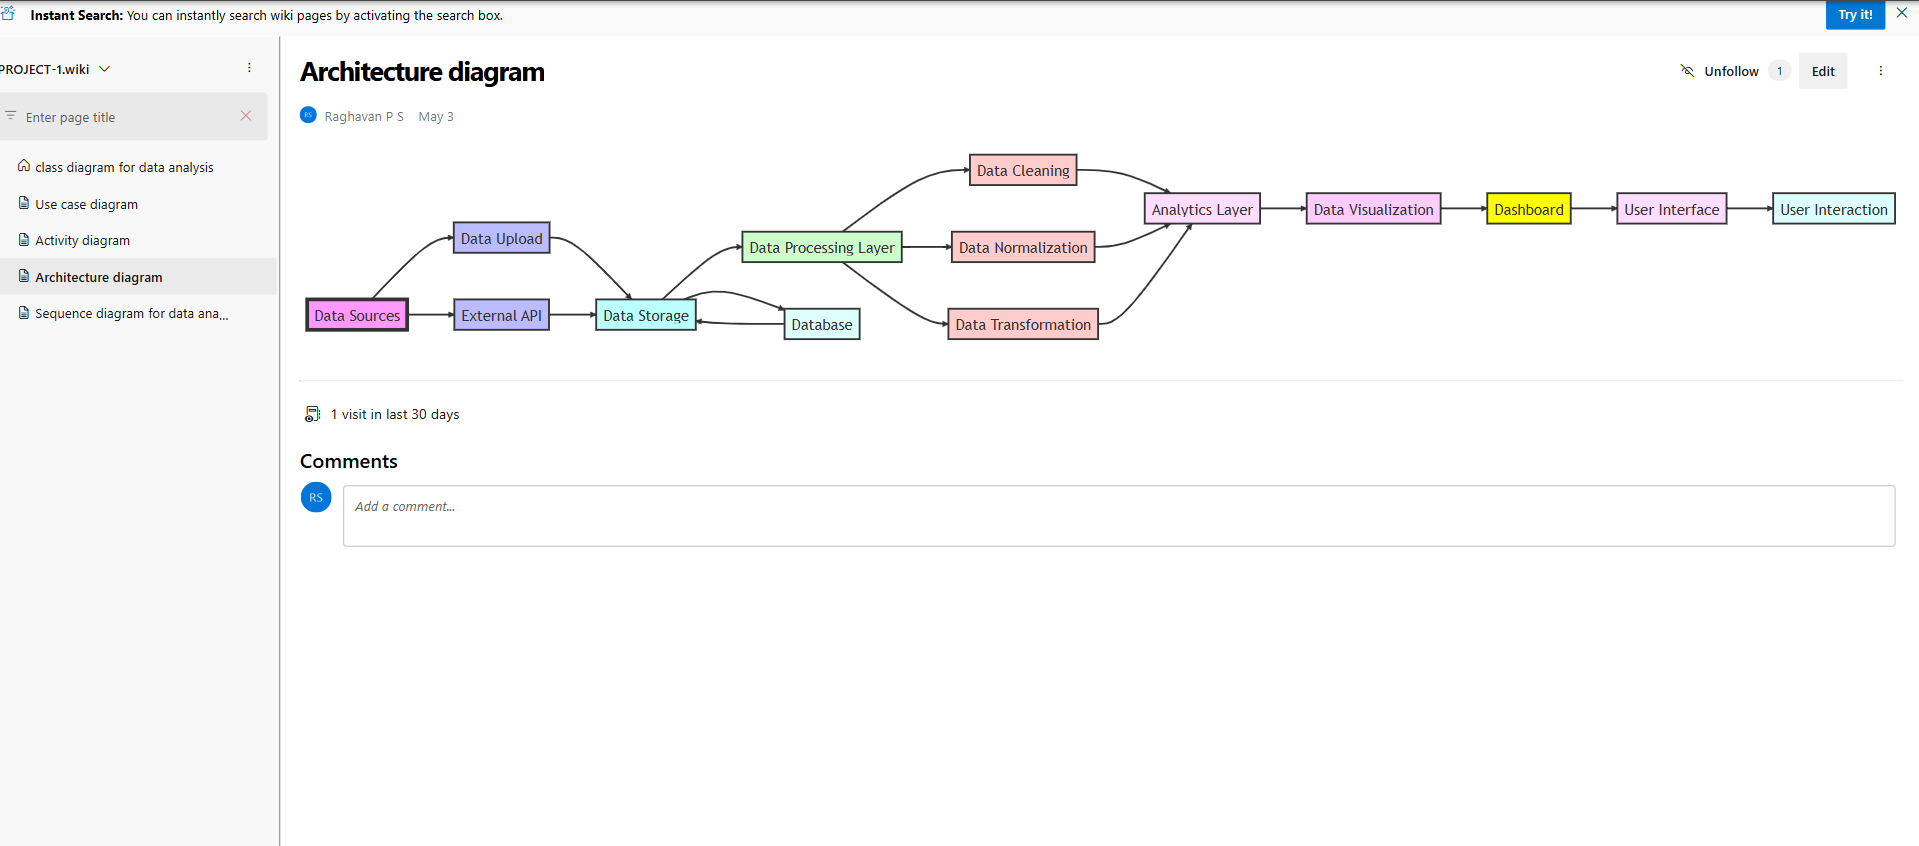 Instant Search: You can instantly search wiki pages by activating the search box.
Try it!
PROJECT-1.wiki
Enter page title
class diagram for data analysis
Use case diagram
Activity diagram
Architecture diagram
Sequence diagram for data ana...
Architecture diagram
Unfollow 1 Edit
RS Raghavan P S May 3
Data Cleaning
Analytics Layer Data Visualization Dashboard User Interface User Interaction
Data Upload
Data Processing Layer Data Normalization
Data Sources External API Data Storage
Database Data Transformation
1 visit in last 30 days
Comments
RS
Add a comment...